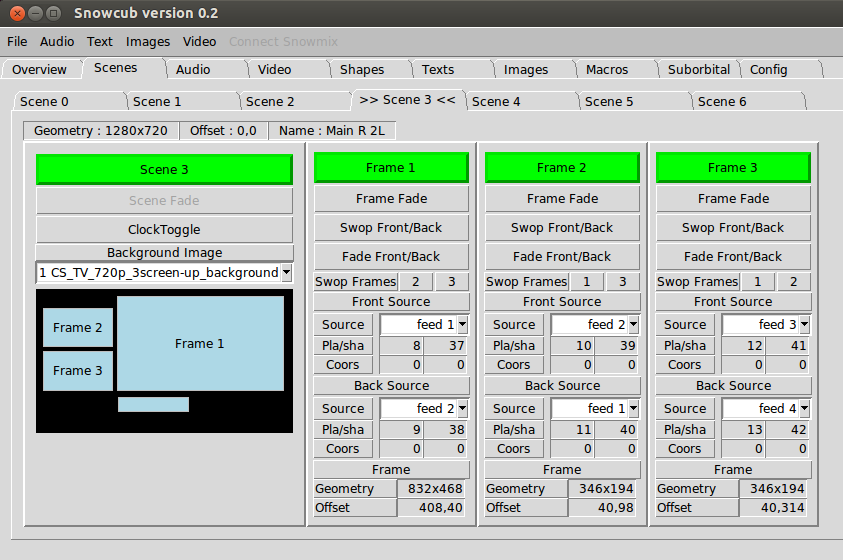 Snowcub version 0.2
File Audio Text Images Video Connect Snowmix
Overview Scenes Audio Video Shapes Texts Images Macros Suborbital Config
Scene 0 Scene 1 Scene 2 >> Scene 3 << Scene 4 Scene 5 Scene 6
Geometry : 1280x720 Offset : 0,0 Name : Main R 2L
Scene 3
Scene Fade
ClockToggle
Background Image
1 CS_TV_720p_3screen-up_background
Frame 2
Frame 1
Frame 3
Frame 1
Frame Fade
Swop Front/Back
Fade Front/Back
Swop Frames 2 3
Front Source
Source feed 1
Pla/sha 8 37
Coors 0 0
Back Source
Source feed 2
Pla/sha 9 38
Coors 0 0
Frame
Geometry 832x468
Offset 408,40
Frame 2
Frame Fade
Swop Front/Back
Fade Front/Back
Swop Frames 1 3
Front Source
Source feed 2
Pla/sha 10 39
Coors 0 0
Back Source
Source feed 1
Pla/sha 11 40
Coors 0 0
Frame
Geometry 346x194
Offset 40,98
Frame 3
Frame Fade
Swop Front/Back
Fade Front/Back
Swop Frames 1 2
Front Source
Source feed 3
Pla/sha 12 41
Coors 0 0
Back Source
Source feed 4
Pla/sha 13 42
Coors 0 0
Frame
Geometry 346x194
Offset 40,314